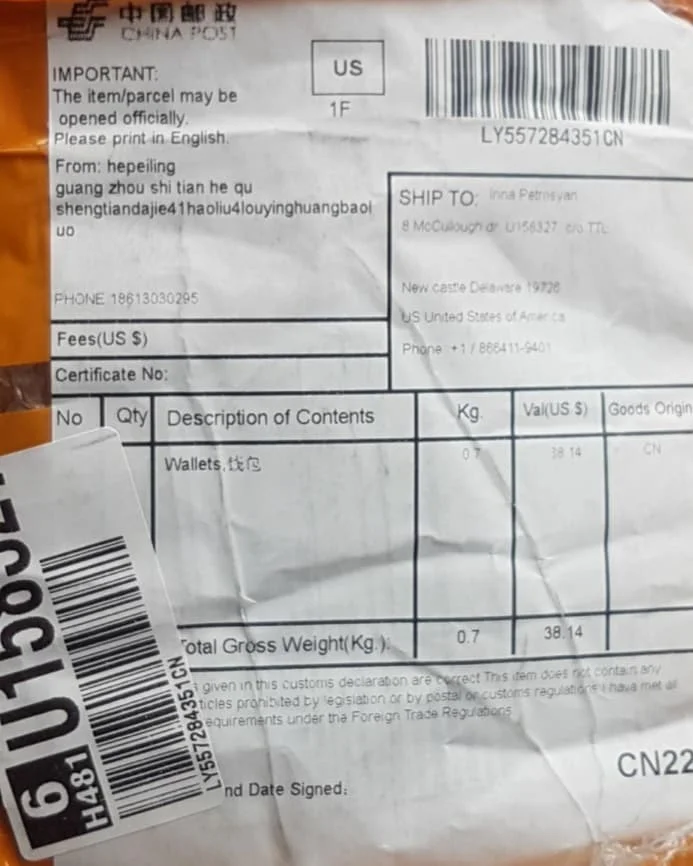 中国邮政
CHINA POST
IMPORTANT:
The item/parcel may be
opened officially.
Please print in English.
US
1F
LY557284351CN
From: hepeiling
guang zhou shi tian he qu
shengtiandajie41haoliu4louyinghuangbaol
uo
PHONE 18613030295
SHIP TO: Inna Petrosyan
8 McCullough dr U158327 c/o TTL
New castle Delaware 19720
US United States of America
Phone: +1 / 866411-9401
Fees(US $)
Certificate No:
No Qty Description of Contents Kg. Val(US $) Goods Origin
Wallets,钱包 0.7 38.14 CN
Total Gross Weight(Kg.): 0.7 38.14
given in this customs declaration are correct This item does not contain any
ticles prohibited by legislation or by postal or customs regulations I hava met all
equirements under the Foreign Trade Regulations
nd Date Signed:
CN22
6
H481
LY557284351CN